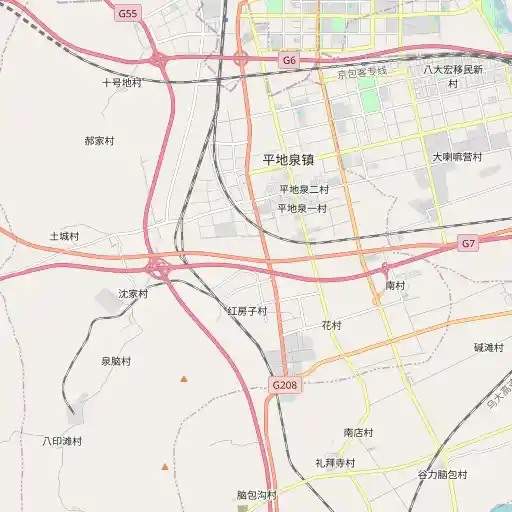 G55
G6
京包客专线
八大宏移民新
村
十号地村
郝家村
平地泉镇
大喇嘛营村
平地泉二村
平地泉一村
土城村
G7
南村
沈家村
红房子村
花村
碱滩村
泉脑村
G208
乌大高速
八印滩村
南店村
礼拜寺村
谷力脑包村
脑包沟村